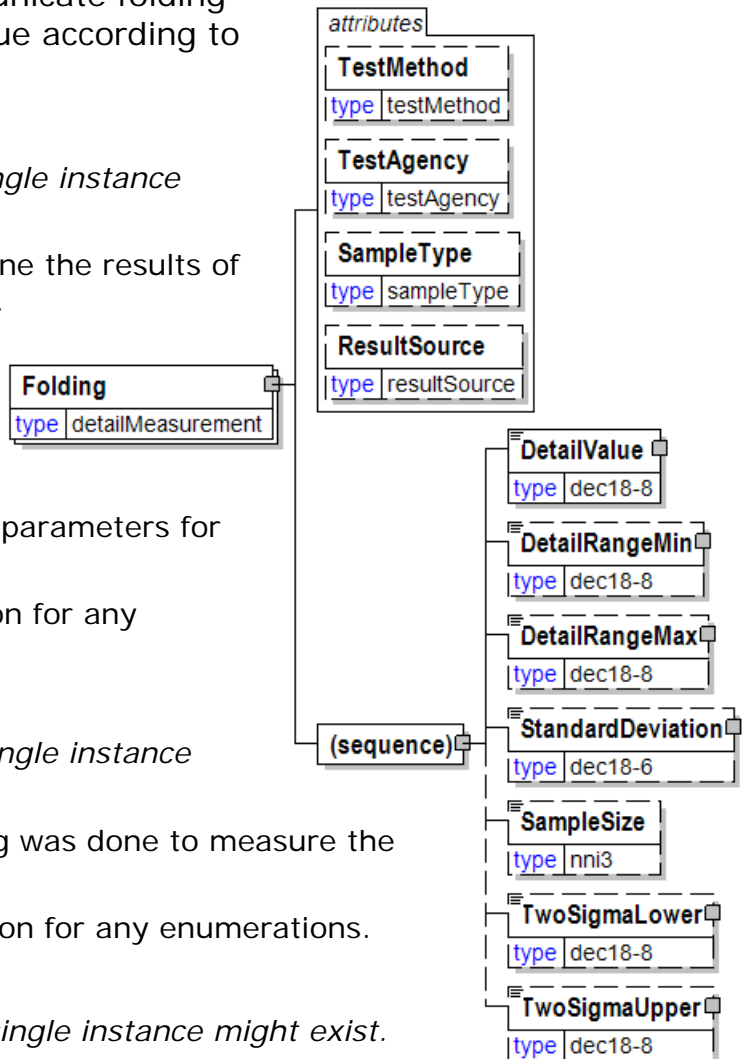 folding
ue according to
ngle instance
ne the results of
parameters for
on for any
ngle instance
g was done to measure the
on for any enumerations.
single instance might exist.
Folding
type detailMeasurement
attributes
TestMethod
type testMethod
TestAgency
type testAgency
SampleType
type sampleType
ResultSource
type resultSource
(sequence)
DetailValue
type dec18-8
DetailRangeMin
type dec18-8
DetailRangeMax
type dec18-8
StandardDeviation
type dec18-6
SampleSize
type nni3
TwoSigmaLower
type dec18-8
TwoSigmaUpper
type dec18-8